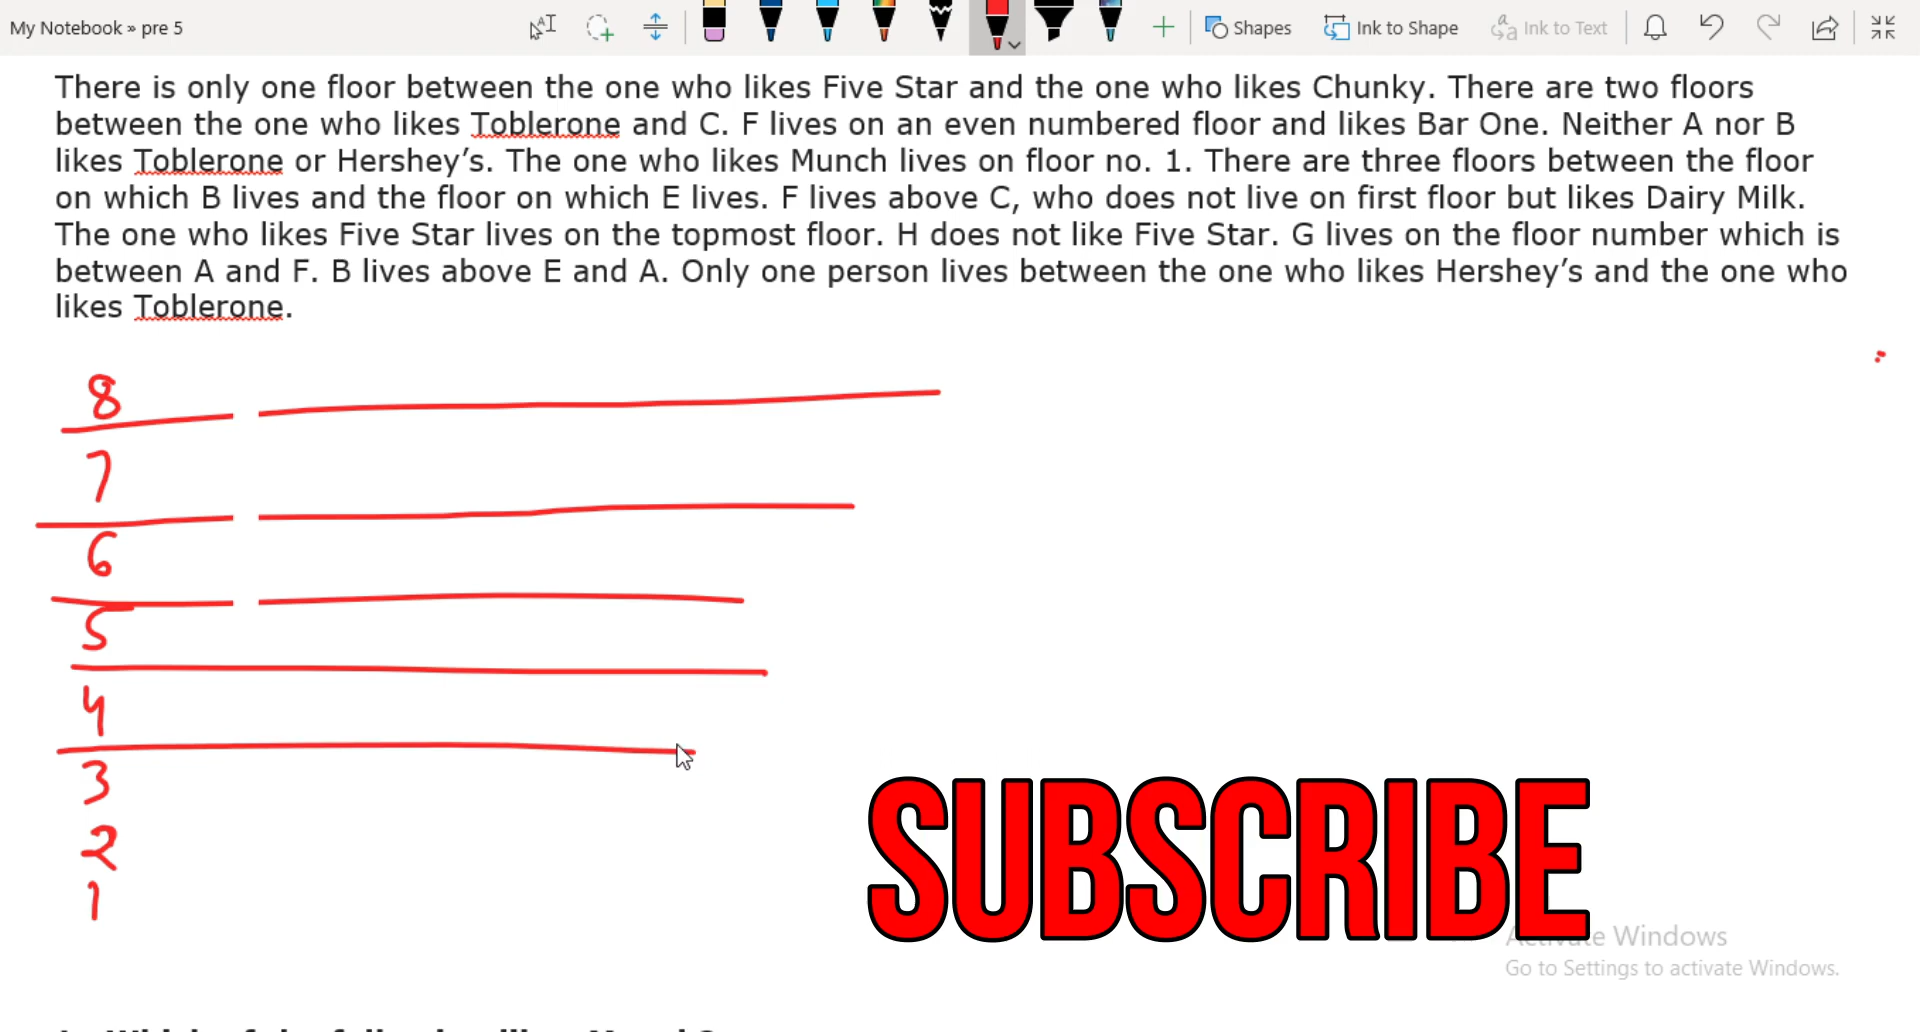 My Notebook » pre 5
Shapes
Ink to Shape
Ink to Text
There is only one floor between the one who likes Five Star and the one who likes Chunky. There are two floors
between the one who likes Toblerone and C. F lives on an even numbered floor and likes Bar One. Neither A nor B
likes Toblerone or Hershey’s. The one who likes Munch lives on floor no. 1. There are three floors between the floor
on which B lives and the floor on which E lives. F lives above C, who does not live on first floor but likes Dairy Milk.
The one who likes Five Star lives on the topmost floor. H does not like Five Star. G lives on the floor number which is
between A and F. B lives above E and A. Only one person lives between the one who likes Hershey’s and the one who
likes Toblerone.
8
7
6
5
4
3
2
1
SUBSCRIBE
Activate Windows
Go to Settings to activate Windows.